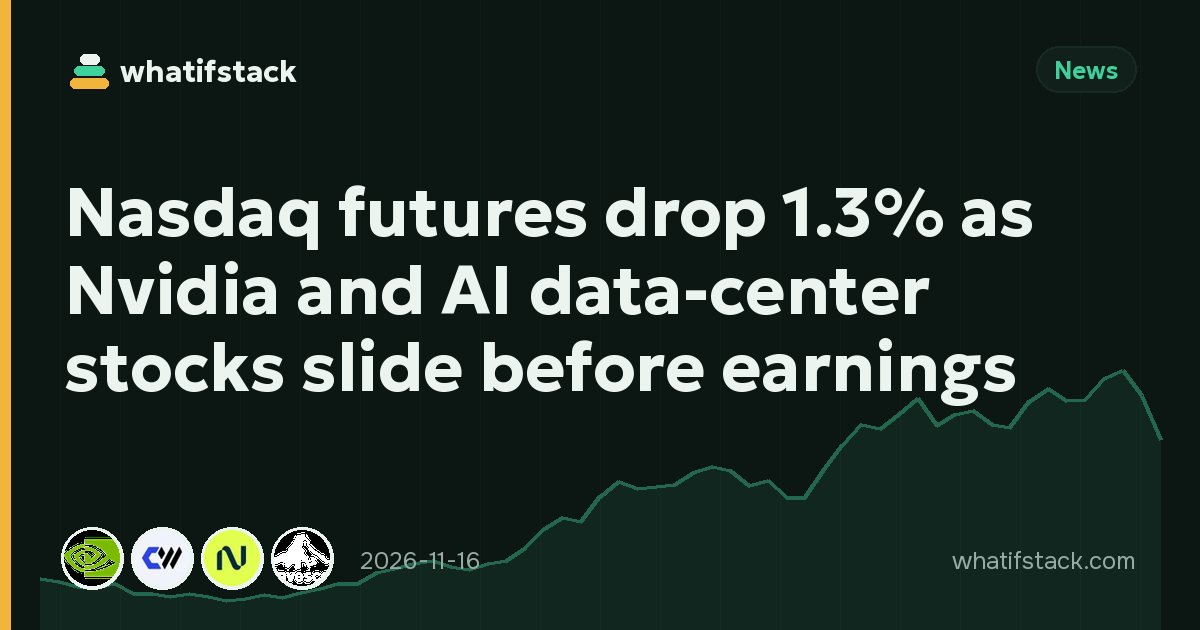 whatifstack
News
Nasdaq futures drop 1.3% as
Nvidia and AI data-center
stocks slide before earnings
2026-11-16
whatifstack.com